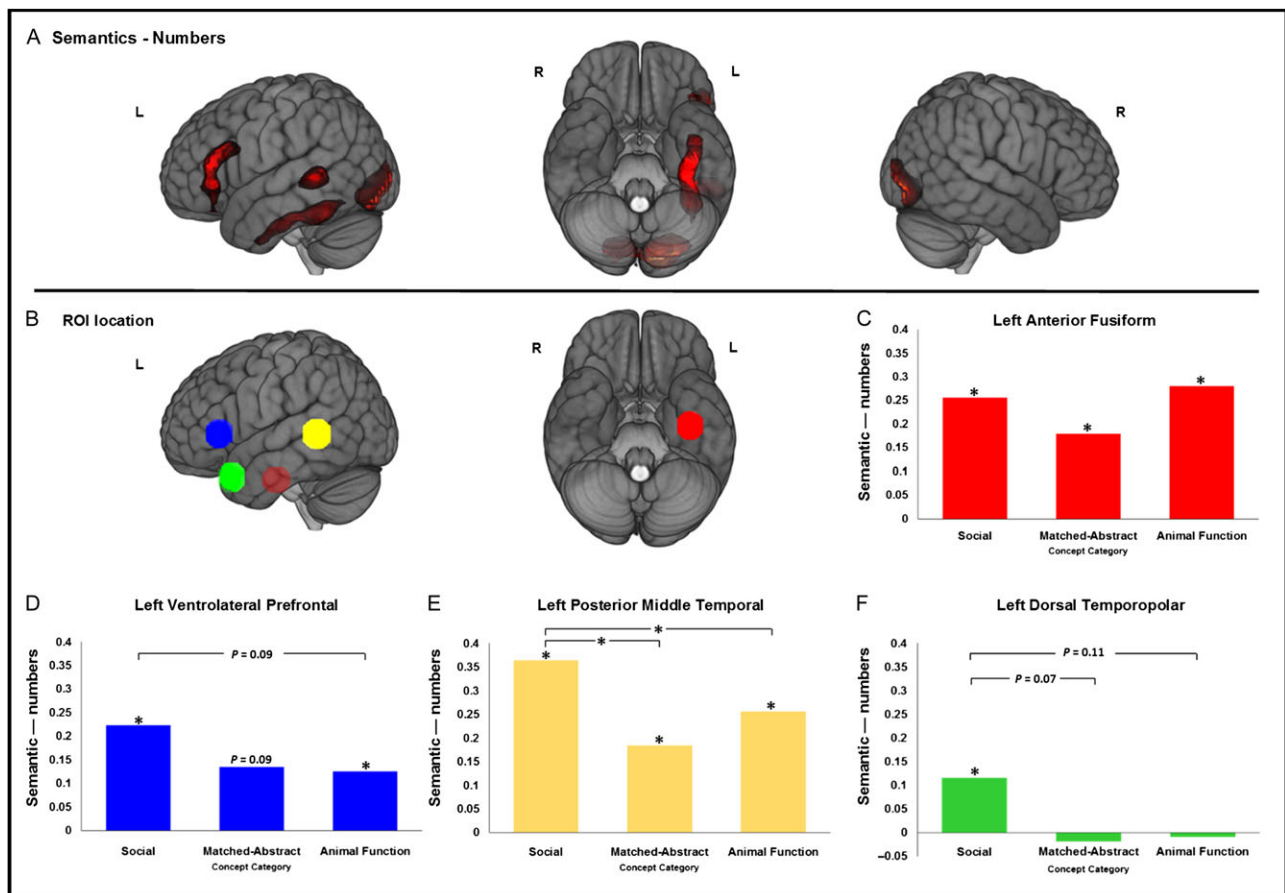 A Semantics - Numbers
L
R
L
R
B ROI location
L
R
L
C Left Anterior Fusiform
Semantic — numbers
0.4
0.35
0.3
0.25
0.2
0.15
0.1
0.05
0
*
*
*
Social Matched-Abstract Animal Function
Concept Category
D Left Ventrolateral Prefrontal
Semantic — numbers
0.4
0.35
0.3
0.25
0.2
0.15
0.1
0.05
0
P = 0.09
*
P = 0.09
*
Social Matched-Abstract Animal Function
Concept Category
E Left Posterior Middle Temporal
Semantic — numbers
0.4
0.35
0.3
0.25
0.2
0.15
0.1
0.05
0
*
*
*
*
*
Social Matched-Abstract Animal Function
Concept Category
F Left Dorsal Temporopolar
Semantic — numbers
0.4
0.35
0.3
0.25
0.2
0.15
0.1
0.05
0
–0.05
P = 0.11
P = 0.07
*
Social Matched-Abstract Animal Function
Concept Category